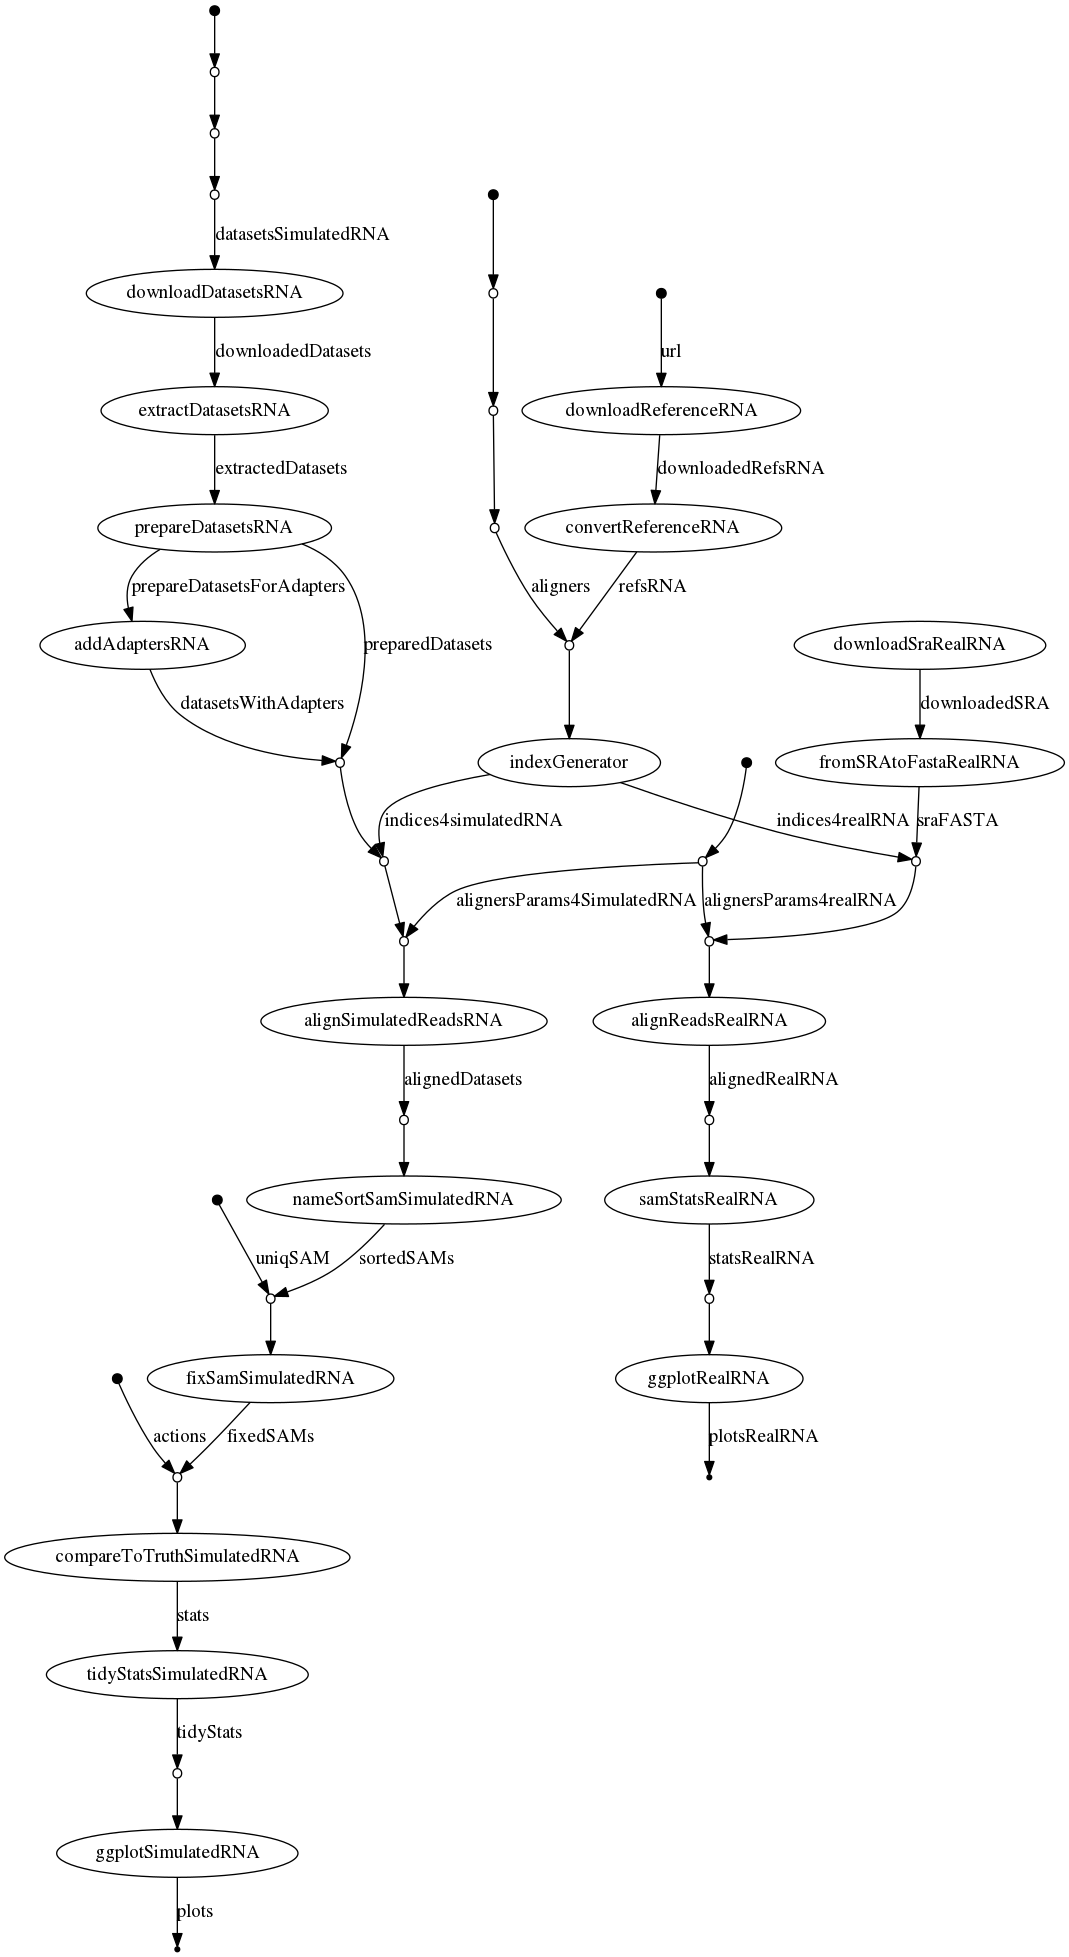 datasetsSimulatedRNA
downloadDatasetsRNA
downloadedDatasets
url
extractDatasetsRNA
downloadReferenceRNA
extractedDatasets
downloadedRefsRNA
prepareDatasetsRNA
convertReferenceRNA
prepareDatasetsForAdapters
aligners
refsRNA
addAdaptersRNA
preparedDatasets
downloadSraRealRNA
datasetsWithAdapters
downloadedSRA
indexGenerator
fromSRAtoFastaRealRNA
indices4simulatedRNA
indices4realRNA
sraFASTA
alignersParams4SimulatedRNA
alignersParams4realRNA
alignSimulatedReadsRNA
alignReadsRealRNA
alignedDatasets
alignedRealRNA
nameSortSamSimulatedRNA
samStatsRealRNA
uniqSAM
sortedSAMs
statsRealRNA
fixSamSimulatedRNA
ggplotRealRNA
actions
fixedSAMs
plotsRealRNA
compareToTruthSimulatedRNA
stats
tidyStatsSimulatedRNA
tidyStats
ggplotSimulatedRNA
plots